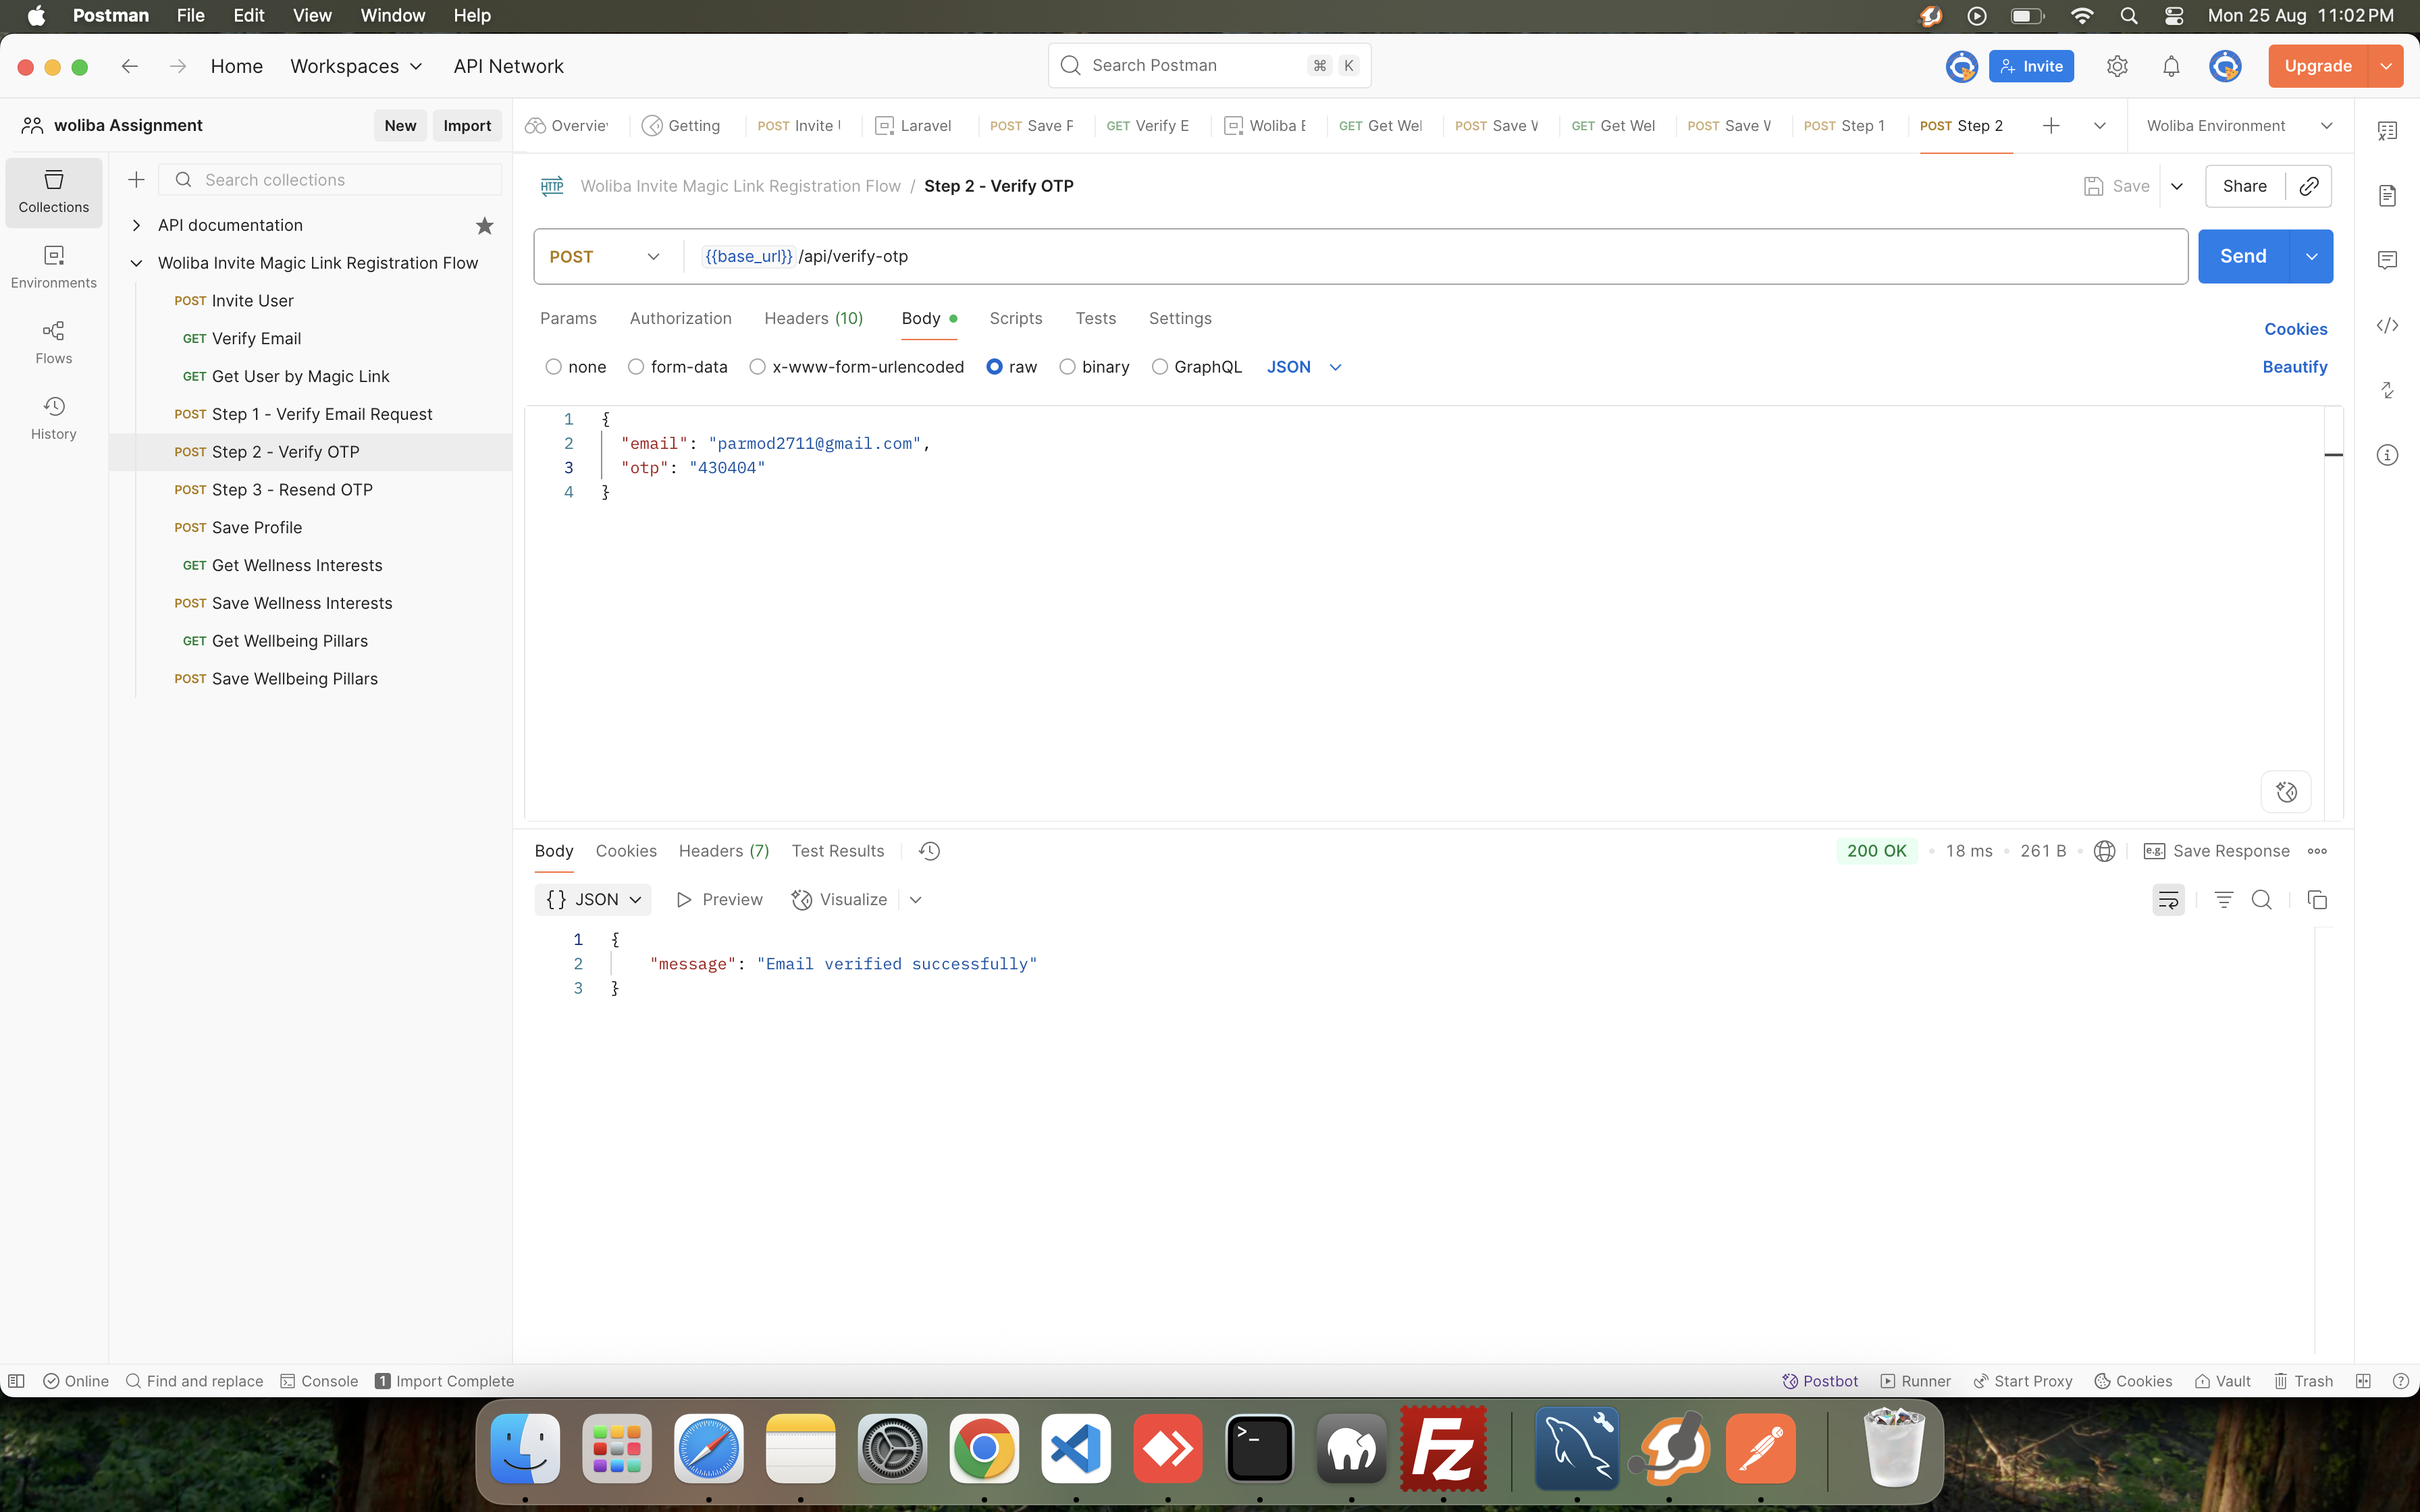 Postman File Edit View Window Help
Mon 25 Aug 11:02 PM
Home Workspaces API Network
Search Postman ⌘ K
Invite
Upgrade
woliba Assignment
New Import
Overview
Getting
POST Invite
Laravel
POST Save P
GET Verify E
Woliba E
GET Get Wel
POST Save W
GET Get Wel
POST Save W
POST Step 1
POST Step 2
Woliba Environment
Collections
Environments
Flows
History
Search collections
API documentation
Woliba Invite Magic Link Registration Flow
POST Invite User
GET Verify Email
GET Get User by Magic Link
POST Step 1 - Verify Email Request
POST Step 2 - Verify OTP
POST Step 3 - Resend OTP
POST Save Profile
GET Get Wellness Interests
POST Save Wellness Interests
GET Get Wellbeing Pillars
POST Save Wellbeing Pillars
HTTP Woliba Invite Magic Link Registration Flow / Step 2 - Verify OTP
Save
Share
POST {{base_url}}/api/verify-otp
Send
Params Authorization Headers (10) Body Scripts Tests Settings
Cookies
none form-data x-www-form-urlencoded raw binary GraphQL JSON
Beautify
1 {
2 "email": "parmod2711@gmail.com",
3 "otp": "430404"
4 }
Body Cookies Headers (7) Test Results
200 OK • 18 ms • 261 B
e.g. Save Response
{} JSON Preview Visualize
1 {
2 "message": "Email verified successfully"
3 }
Online Find and replace Console 1 Import Complete
Postbot Runner Start Proxy Cookies Vault Trash
Fz